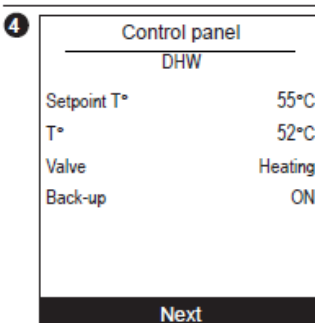 4
Control panel
DHW
Setpoint T° 55°C
T° 52°C
Valve Heating
Back-up ON
Next